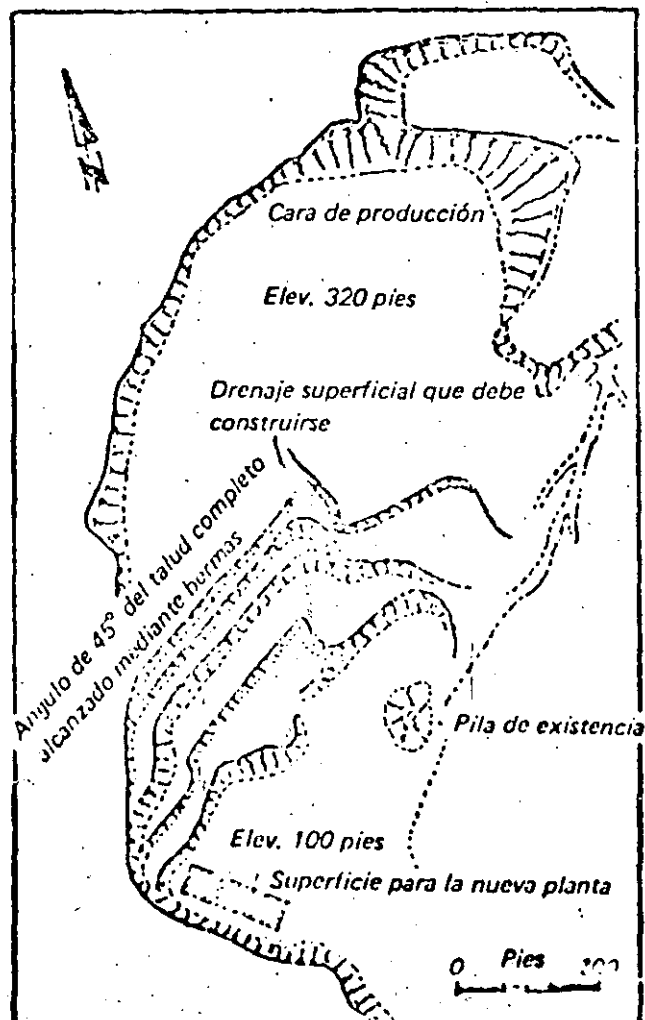 Cara de producción
Elev. 320 pies
Drenaje superficial que debe
construirse
Angulo de 45° del talud completo
alcanzado mediante bermas
Pila de existencia
Elev. 100 pies
Superficie para la nueva planta
0 Pies